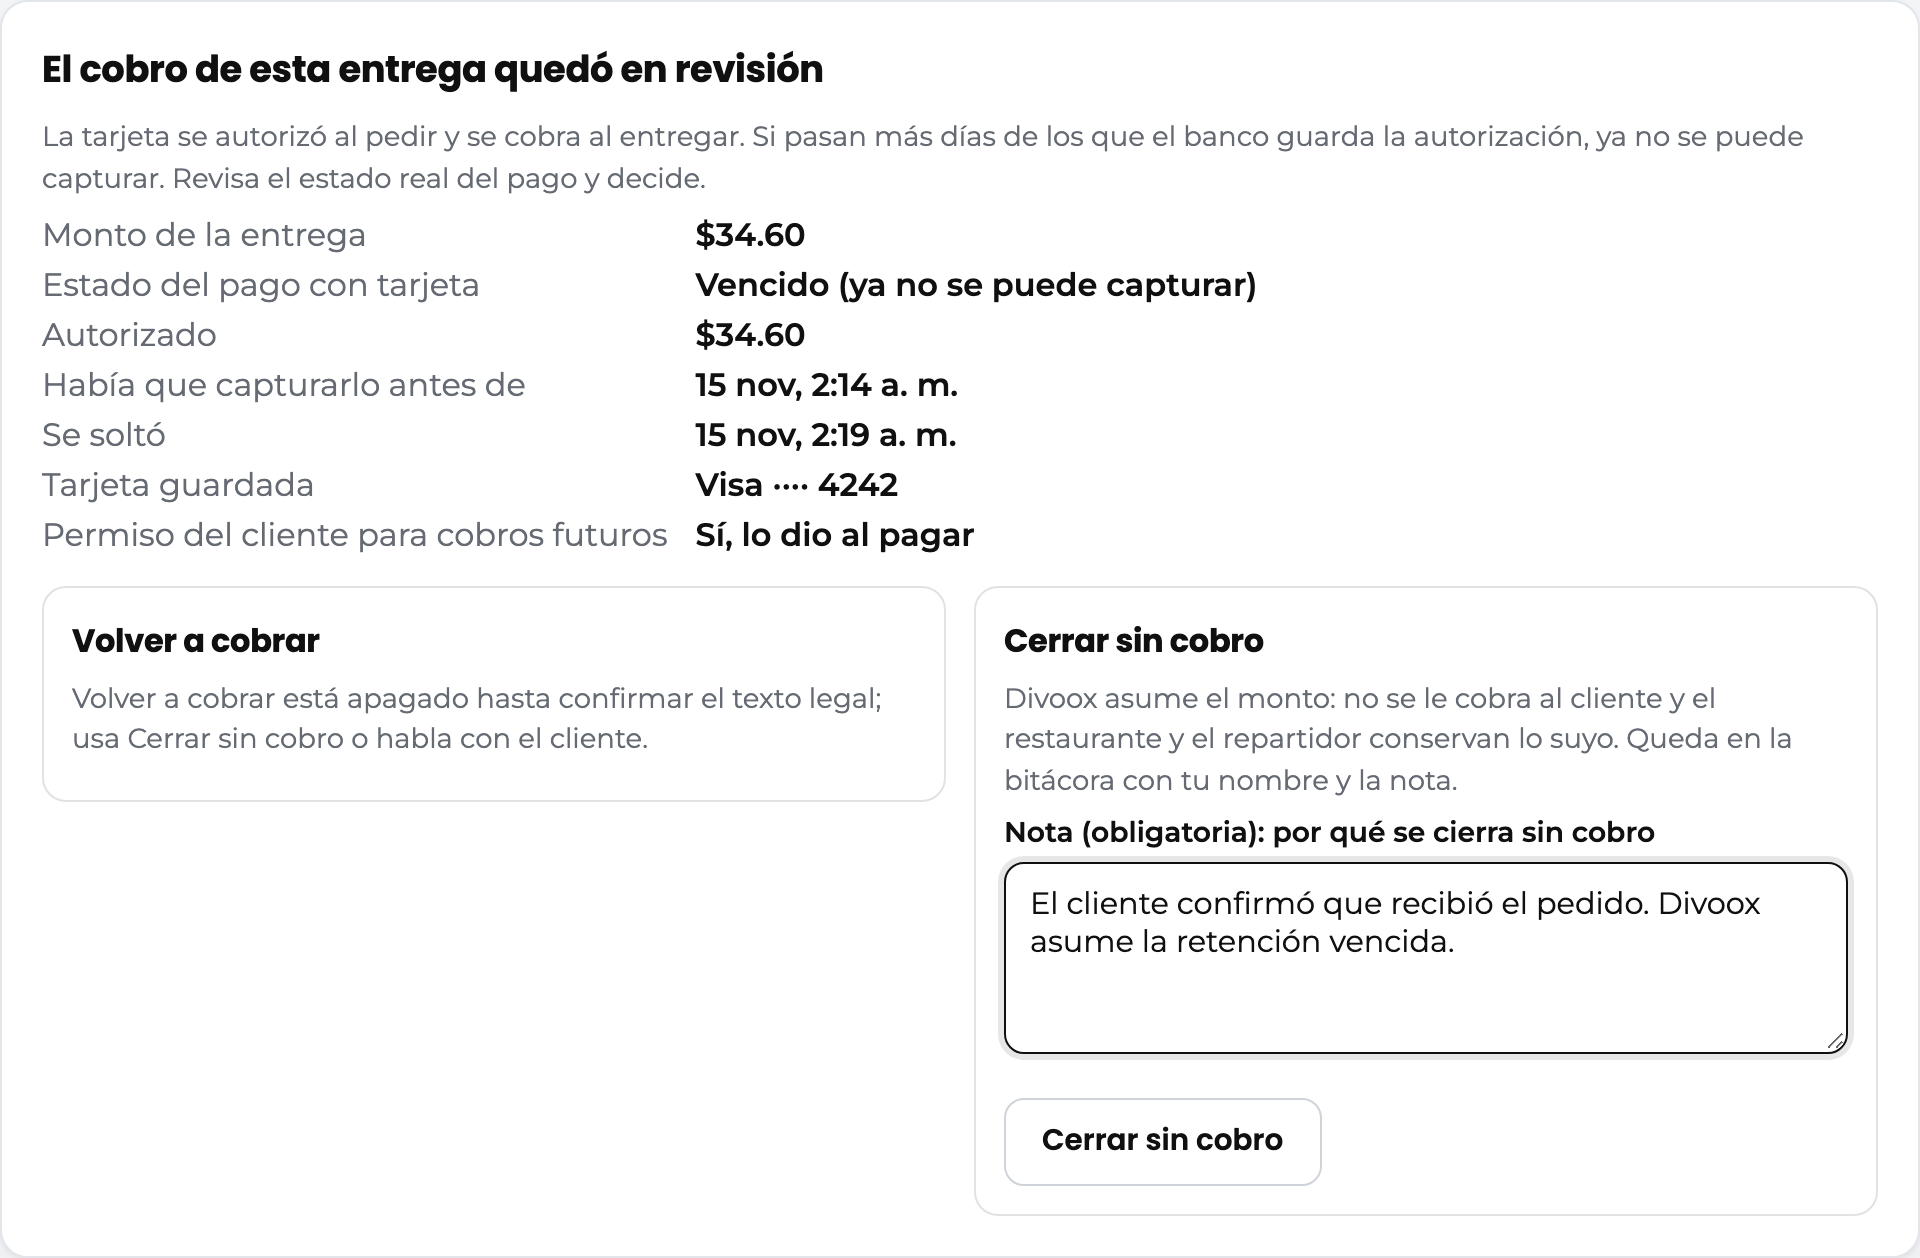 El cobro de esta entrega quedó en revisión
La tarjeta se autorizó al pedir y se cobra al entregar. Si pasan más días de los que el banco guarda la autorización, ya no se puede
capturar. Revisa el estado real del pago y decide.
Monto de la entrega $34.60
Estado del pago con tarjeta Vencido (ya no se puede capturar)
Autorizado $34.60
Había que capturarlo antes de 15 nov, 2:14 a. m.
Se soltó 15 nov, 2:19 a. m.
Tarjeta guardada Visa ···· 4242
Permiso del cliente para cobros futuros Sí, lo dio al pagar
Volver a cobrar
Volver a cobrar está apagado hasta confirmar el texto legal;
usa Cerrar sin cobro o habla con el cliente.
Cerrar sin cobro
Divoox asume el monto: no se le cobra al cliente y el
restaurante y el repartidor conservan lo suyo. Queda en la
bitácora con tu nombre y la nota.
Nota (obligatoria): por qué se cierra sin cobro
El cliente confirmó que recibió el pedido. Divoox
asume la retención vencida.
Cerrar sin cobro